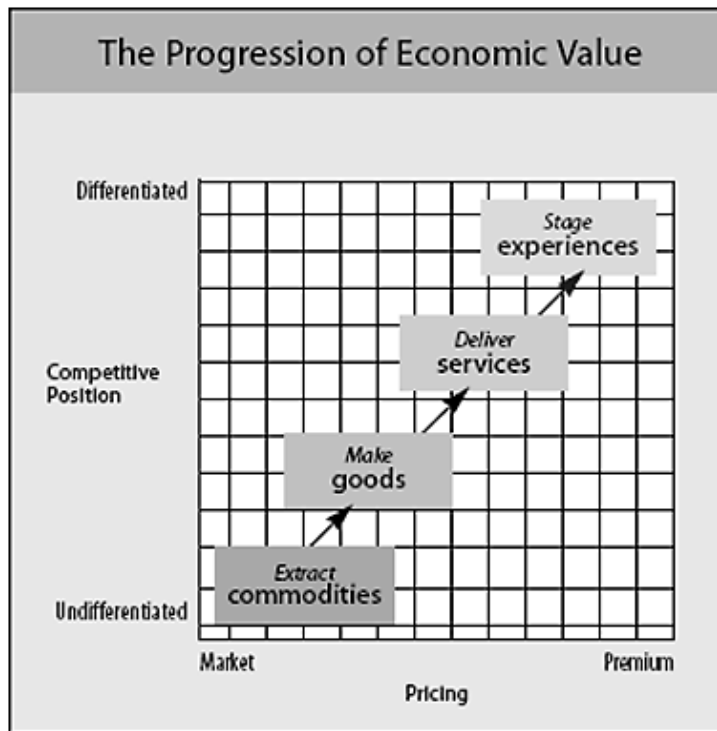 The Progression of Economic Value
Differentiated
Stage
experiences
Deliver
services
Competitive
Position
Make
goods
Extract
commodities
Undifferentiated
Market
Premium
Pricing